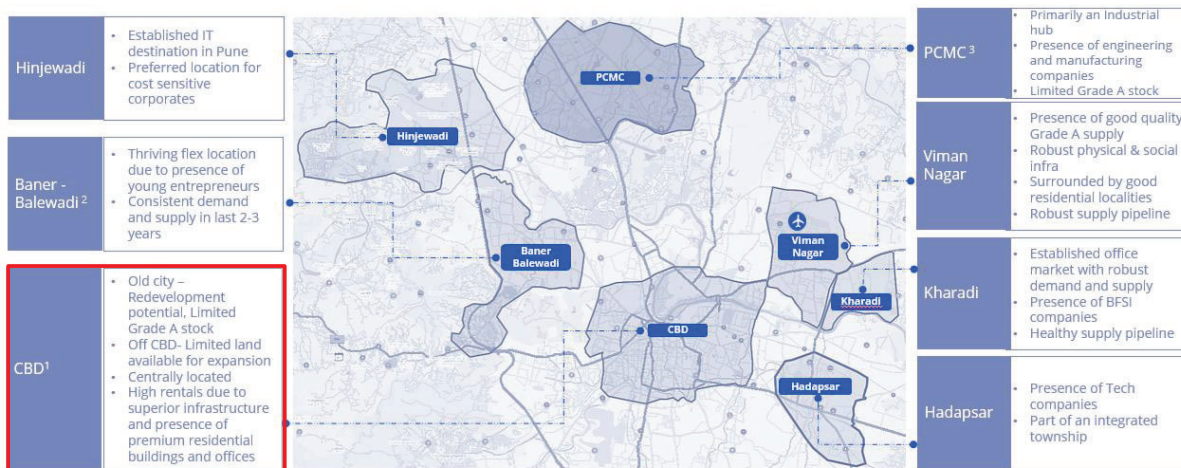 Hinjewadi
• Established IT
destination in Pune
• Preferred location for
cost sensitive
corporates
Baner -
Balewadi 2
• Thriving flex location
due to presence of
young entrepreneurs
• Consistent demand
and supply in last 2-3
years
CBD1
• Old city –
Redevelopment
potential, Limited
Grade A stock
• Off CBD- Limited land
available for expansion
• Centrally located
• High rentals due to
superior infrastructure
and presence of
premium residential
buildings and offices
PCMC
Hinjewadi
Baner
Balewadi
Viman
Nagar
Kharadi
CBD
Hadapsar
PCMC 3
• Primarily an Industrial
hub
• Presence of engineering
and manufacturing
companies
• Limited Grade A stock
Viman
Nagar
• Presence of good quality
Grade A supply
• Robust physical & social
infra
• Surrounded by good
residential localities
• Robust supply pipeline
Kharadi
• Established office
market with robust
demand and supply
• Presence of BFSI
companies
• Healthy supply pipeline
Hadapsar
• Presence of Tech
companies
• Part of an integrated
township